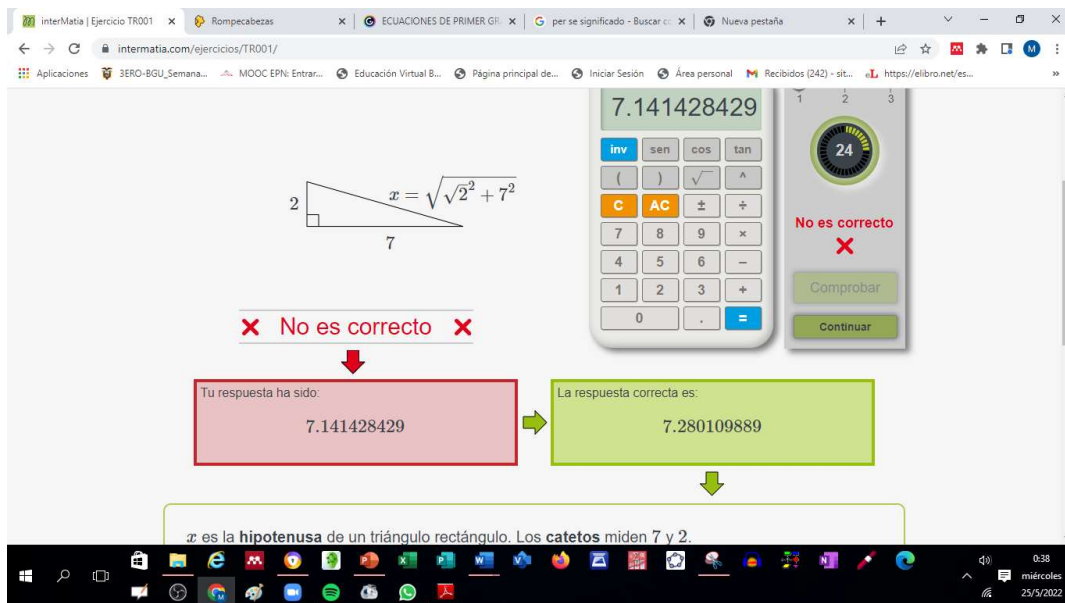 interMatia | Ejercicio TR001
Rompecabezas
ECUACIONES DE PRIMER GR
per se significado - Buscar co
Nueva pestaña
intermatia.com/ejercicios/TR001/
M
Aplicaciones
3ERO-BGU_Semana...
MOOC EPN: Entrar...
Educación Virtual B...
Página principal de...
Iniciar Sesión
Área personal
Recibidos (242) - sit...
https://elibro.net/es...
7.141428429
1 2 3
inv sen cos tan
( ) √ ^
C AC ± ÷
7 8 9 ×
4 5 6 −
1 2 3 +
0 . =
24
No es correcto
Comprobar
Continuar
2
x = √(√2² + 7²)
7
No es correcto
Tu respuesta ha sido:
7.141428429
La respuesta correcta es:
7.280109889
x es la hipotenusa de un triángulo rectángulo. Los catetos miden 7 y 2.
0:38
miércoles
25/5/2022